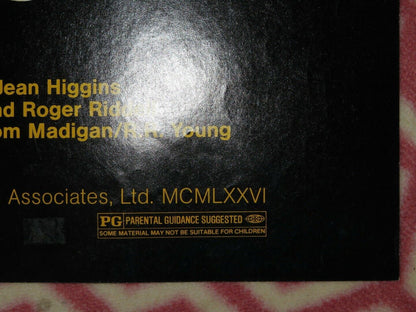 Jean Higgins
nd Roger Rid
om Madigan/R.R. Young
Associates, Ltd. MCMLXXVI
PG PARENTAL GUIDANCE SUGGESTED
SOME MATERIAL MAY NOT BE SUITABLE FOR CHILDREN